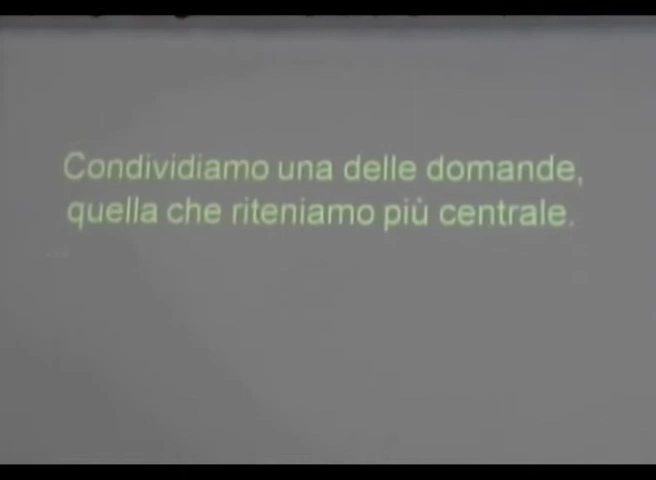 Condividiamo una delle domande,
quella che riteniamo più centrale.